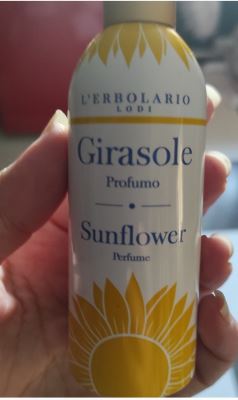 L'ERBOLARIO
LODI
Girasole
Profumo
Sunflower
Perfume